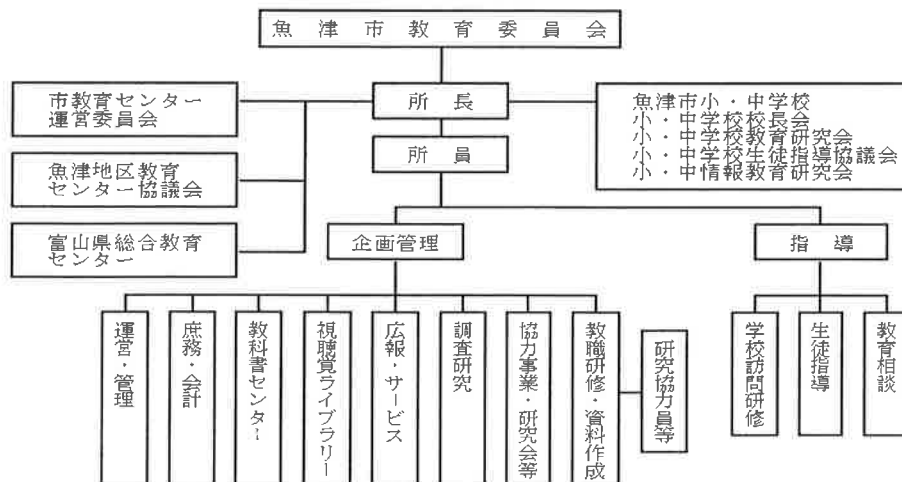 魚津市教育委員会
市教育センター
運営委員会
所長
魚津市小・中学校
小・中学校校長会
小・中学校教育研究会
小・中学校生徒指導協議会
小・中情報教育研究会
所員
魚津地区教育
センター協議会
富山県総合教育
センター
企画管理
指導
運営・管理
庶務・会計
教科書センター
視聴覚ライブラリー
広報・サービス
調査研究
協力事業・研究会等
教職研修・資料作成
研究協力員等
学校訪問研修
生徒指導
教育相談